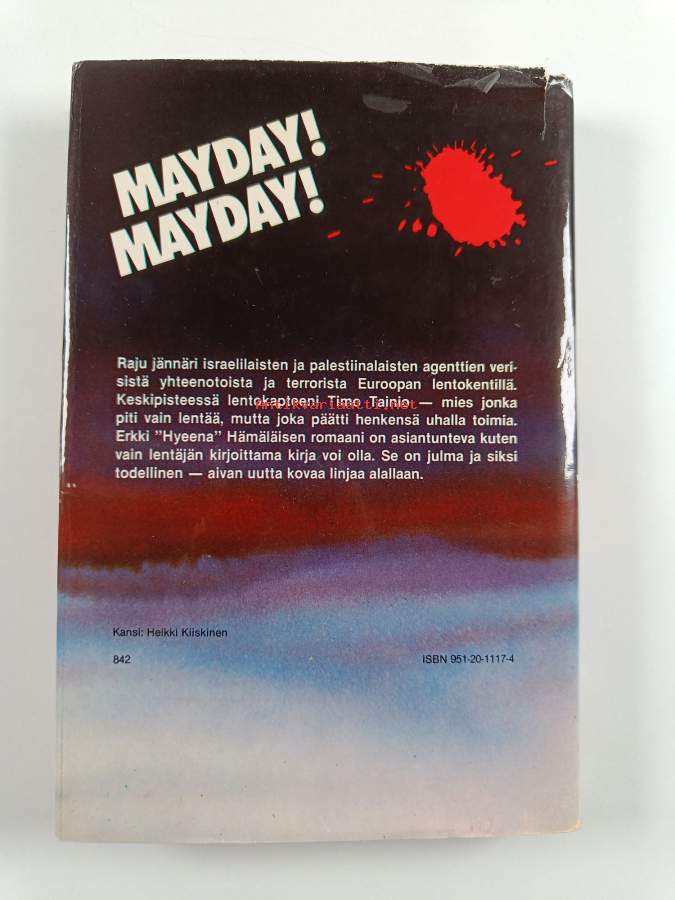 MAYDAY!
MAYDAY!
Raju jännäri israelilaisten ja palestiinalaisten agenttien veri-
sistä yhteenotoista ja terrorista Euroopan lentokentillä.
Keskipisteessä lentokapteeni Timo Tainio — mies jonka
Antikvariaatti.net
piti vain lentää, mutta joka päätti henkensä uhalla toimia.
Erkki "Hyeena" Hämäläisen romaani on asiantunteva kuten
vain lentäjän kirjoittama kirja voi olla. Se on julma ja siksi
todellinen — aivan uutta kovaa linjaa alallaan.
Kansi: Heikki Kiiskinen
842
ISBN 951-20-1117-4